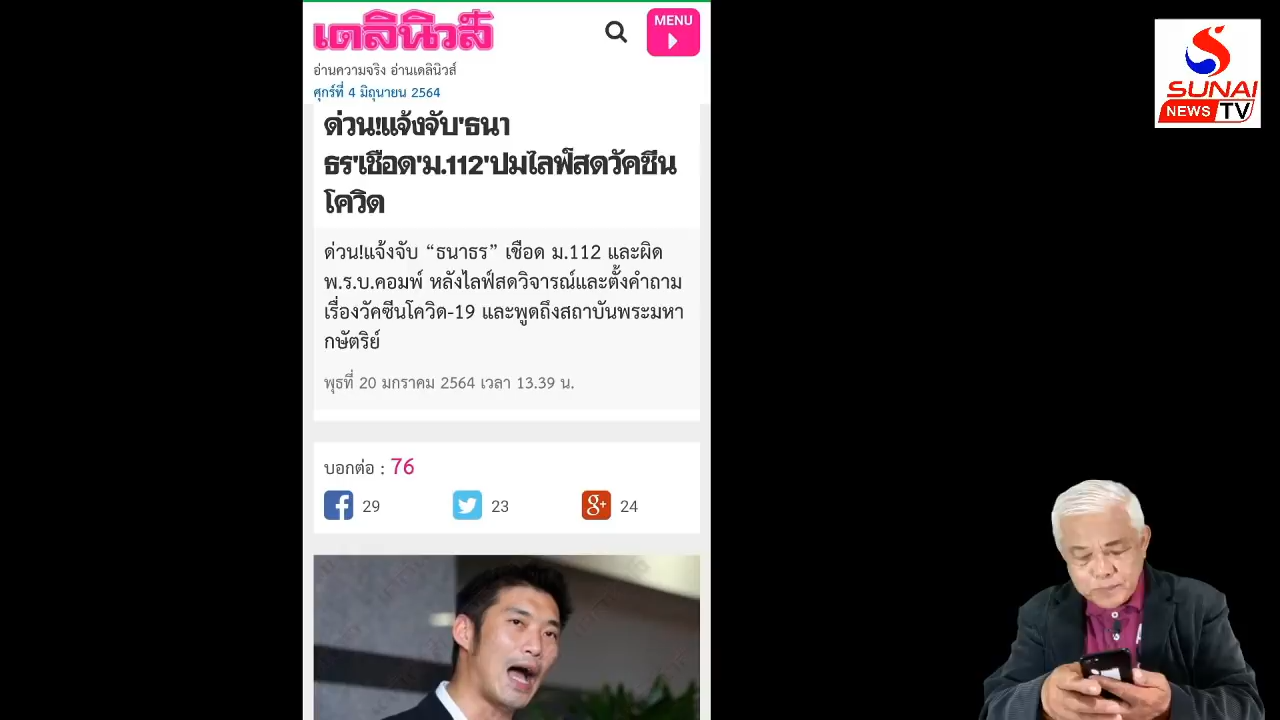 เดลินิวส์
MENU
อ่านความจริง อ่านเดลินิวส์
ศุกร์ที่ 4 มิถุนายน 2564
ด่วน!แจ้งจับ'ธนา
ธร'เชือด'ม.112'ปมไลฟ์สดวัคซีน
โควิด
ด่วน!แจ้งจับ “ธนาธร” เชือด ม.112 และผิด
พ.ร.บ.คอมพ์ หลังไลฟ์สดวิจารณ์และตั้งคำถาม
เรื่องวัคซีนโควิด-19 และพูดถึงสถาบันพระมหา
กษัตริย์
พุธที่ 20 มกราคม 2564 เวลา 13.39 น.
บอกต่อ : 76
29 23 24
SUNAI
NEWS TV